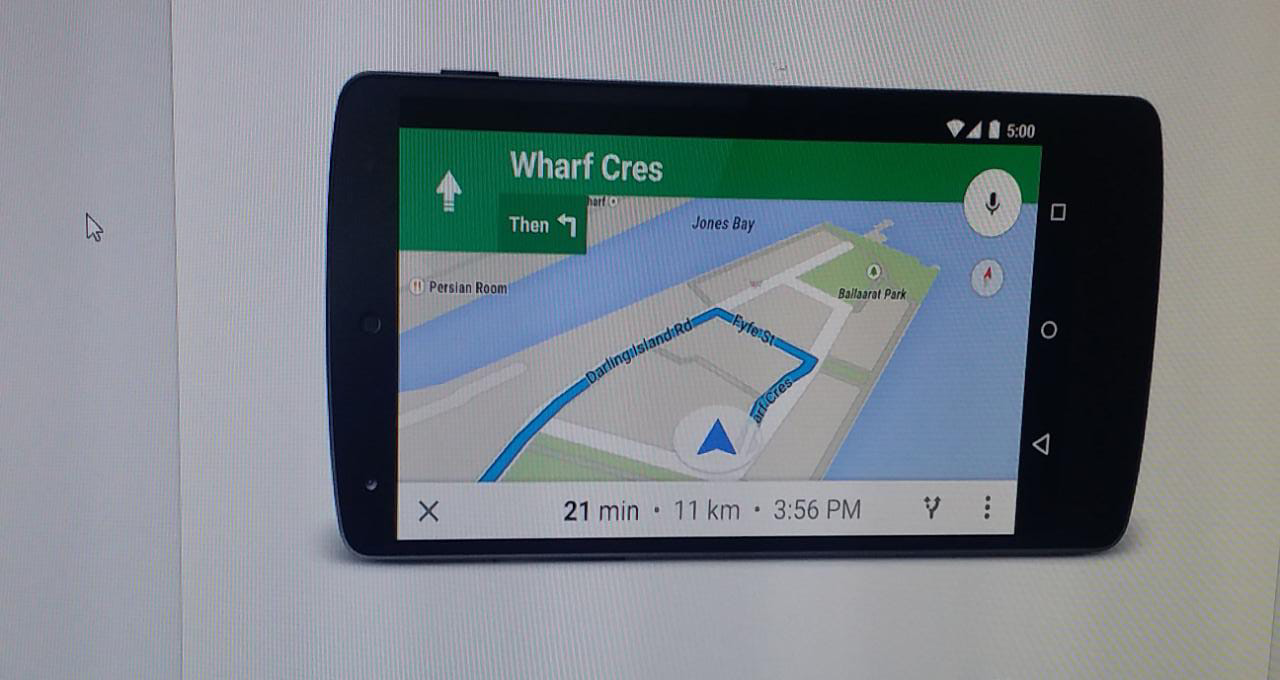 5:00
Wharf Cres
Then
harf
Jones Bay
Persian Room
Ballaarat Park
Darling Island Rd
Eyfe St
arf Cres
21 min • 11 km • 3:56 PM